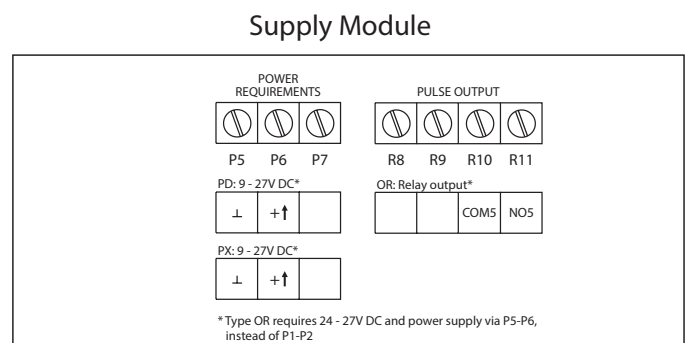 Supply Module
POWER
REQUIREMENTS
PULSE OUTPUT
P5 P6 P7
R8 R9 R10 R11
PD: 9 - 27V DC*
OR: Relay output*
⊥ +↑
COM5 NO5
PX: 9 - 27V DC*
⊥ +↑
* Type OR requires 24 - 27V DC and power supply via P5-P6,
instead of P1-P2